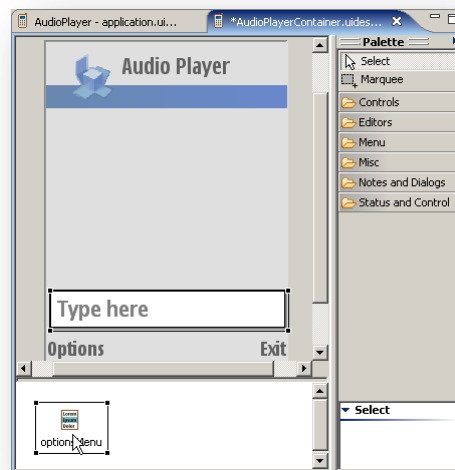 AudioPlayer - application.ui...
*AudioPlayerContainer.uides...
Palette
Select
Marquee
Controls
Editors
Menu
Misc
Notes and Dialogs
Status and Control
Audio Player
Type here
Options Exit
Select
optionsMenu